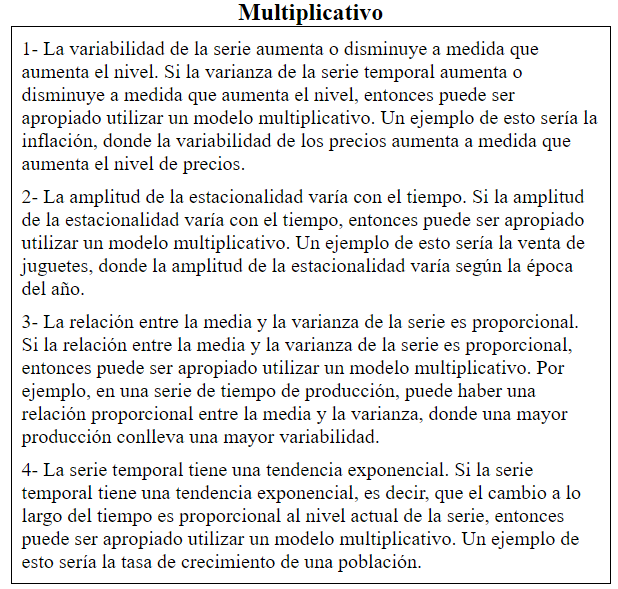 Multiplicativo
1- La variabilidad de la serie aumenta o disminuye a medida que
aumenta el nivel. Si la varianza de la serie temporal aumenta o
disminuye a medida que aumenta el nivel, entonces puede ser
apropiado utilizar un modelo multiplicativo. Un ejemplo de esto sería la
inflación, donde la variabilidad de los precios aumenta a medida que
aumenta el nivel de precios.
2- La amplitud de la estacionalidad varía con el tiempo. Si la amplitud
de la estacionalidad varía con el tiempo, entonces puede ser apropiado
utilizar un modelo multiplicativo. Un ejemplo de esto sería la venta de
juguetes, donde la amplitud de la estacionalidad varía según la época
del año.
3- La relación entre la media y la varianza de la serie es proporcional.
Si la relación entre la media y la varianza de la serie es proporcional,
entonces puede ser apropiado utilizar un modelo multiplicativo. Por
ejemplo, en una serie de tiempo de producción, puede haber una
relación proporcional entre la media y la varianza, donde una mayor
producción conlleva una mayor variabilidad.
4- La serie temporal tiene una tendencia exponencial. Si la serie
temporal tiene una tendencia exponencial, es decir, que el cambio a lo
largo del tiempo es proporcional al nivel actual de la serie, entonces
puede ser apropiado utilizar un modelo multiplicativo. Un ejemplo de
esto sería la tasa de crecimiento de una población.